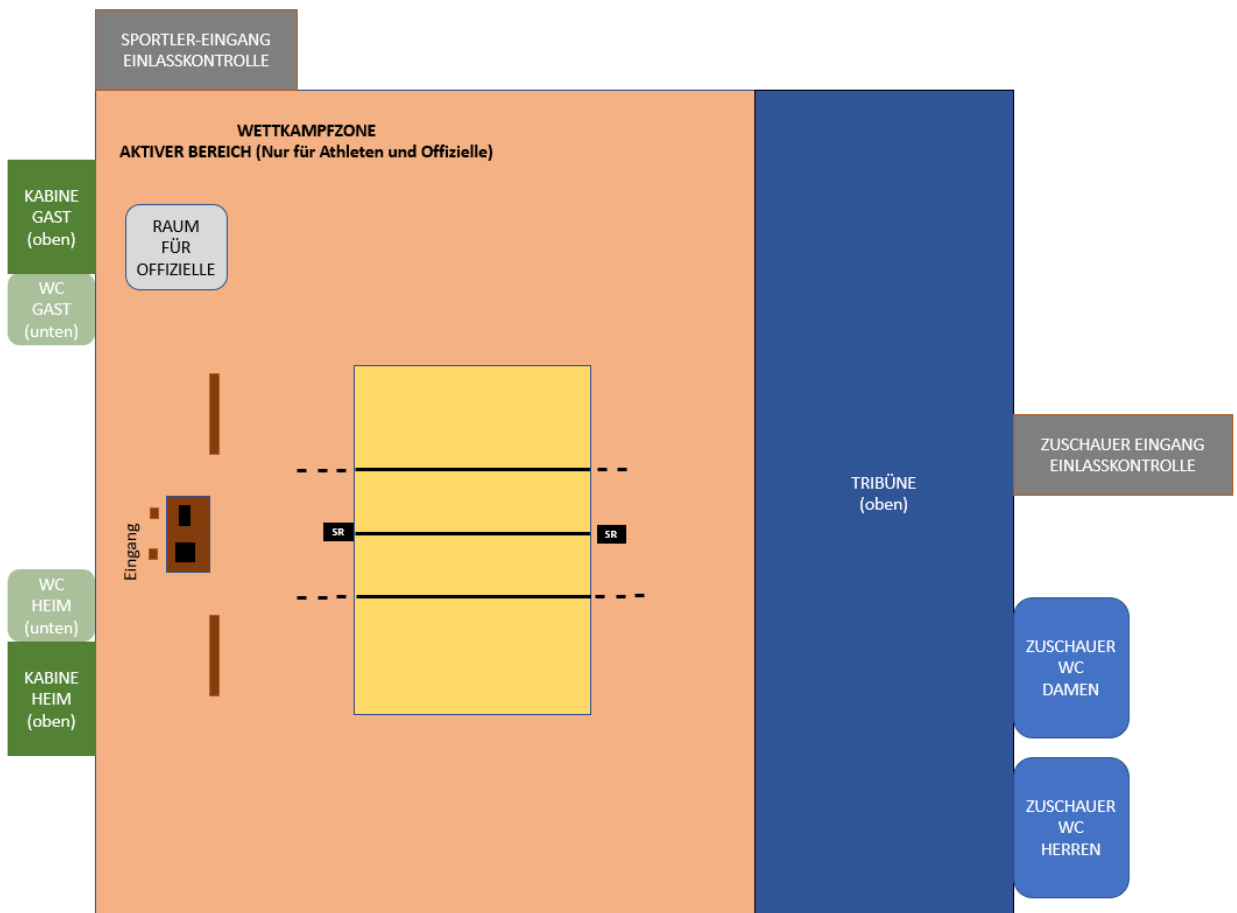 SPORTLER-EINGANG
EINLASSKONTROLLE
WETTKAMPFZONE
AKTIVER BEREICH (Nur für Athleten und Offizielle)
KABINE
GAST
(oben)
RAUM
FÜR
OFFIZIELLE
WC
GAST
(unten)
ZUSCHAUER EINGANG
EINLASSKONTROLLE
TRIBÜNE
(oben)
SR
SR
Eingang
WC
HEIM
(unten)
KABINE
HEIM
(oben)
ZUSCHAUER
WC
DAMEN
ZUSCHAUER
WC
HERREN